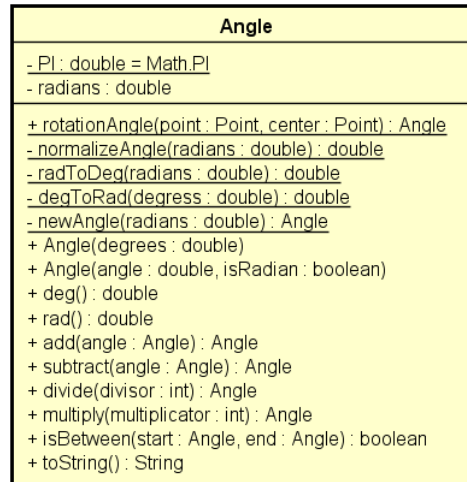 Angle
- PI : double = Math.PI
- radians : double
+ rotationAngle(point : Point, center : Point) : Angle
- normalizeAngle(radians : double) : double
- radToDeg(radians : double) : double
- degToRad(degress : double) : double
- newAngle(radians : double) : Angle
+ Angle(degrees : double)
+ Angle(angle : double, isRadian : boolean)
+ deg() : double
+ rad() : double
+ add(angle : Angle) : Angle
+ subtract(angle : Angle) : Angle
+ divide(divisor : int) : Angle
+ multiply(multiplicator : int) : Angle
+ isBetween(start : Angle, end : Angle) : boolean
+ toString() : String